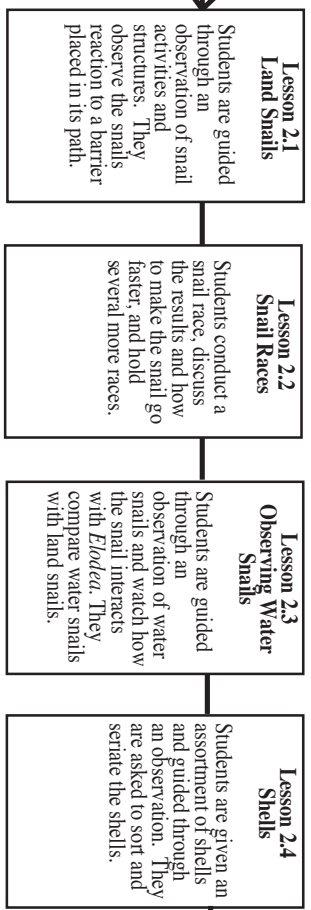 Lesson 2.1
Land Snails
Students are guided
through an
observation of snail
activities and
structures. They
observe the snails
reaction to a barrier
placed in its path.
Lesson 2.2
Snail Races
Students conduct a
snail race, discuss
the results and how
to make the snail go
faster, and hold
several more races.
Lesson 2.3
Observing Water
Snails
Students are guided
through an
observation of water
snails and watch how
the snail interacts
with Elodea. They
compare water snails
with land snails.
Lesson 2.4
Shells
Students are given an
assortment of shells
and guided through
an observation. They
are asked to sort and
seriate the shells.